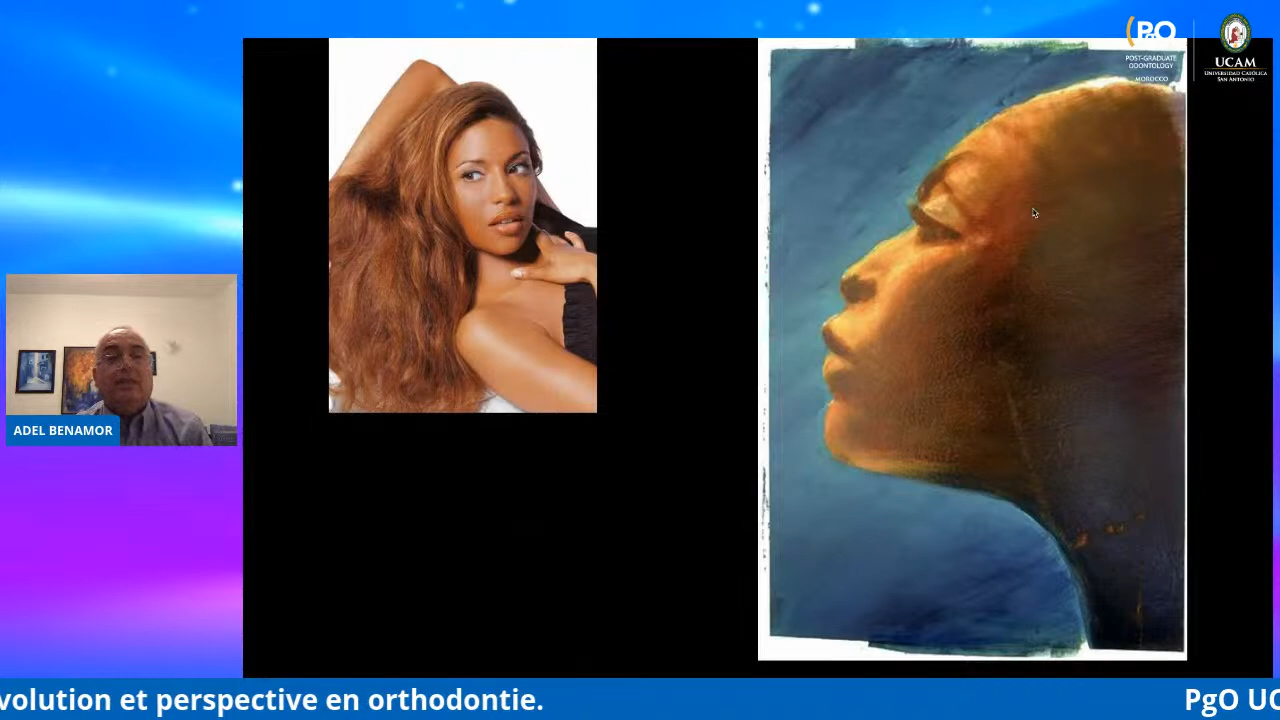 PgO
POST-GRADUATE
ODONTOLOGY
MOROCCO
UCAM
UNIVERSIDAD CATÓLICA
SAN ANTONIO
ADEL BENAMOR
volution et perspective en orthodontie.
PgO UC